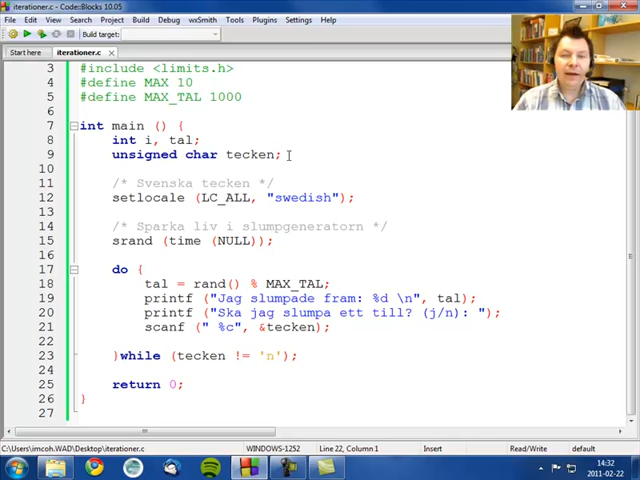 iterationer.c - Code::Blocks 10.05
File Edit View Search Project Build Debug wxSmith Tools Plugins Settings Help
Build target:
Start here iterationer.c
3 #include <limits.h>
4 #define MAX 10
5 #define MAX_TAL 1000
6
7 int main () {
8 int i, tal;
9 unsigned char tecken;
10
11 /* Svenska tecken */
12 setlocale (LC_ALL, "swedish");
13
14 /* Sparka liv i slumpgeneratorn */
15 srand (time (NULL));
16
17 do {
18 tal = rand() % MAX_TAL;
19 printf ("Jag slumpade fram: %d \n", tal);
20 printf ("Ska jag slumpa ett till? (j/n): ");
21 scanf (" %c", &tecken);
22
23 }while (tecken != 'n');
24
25 return 0;
26 }
27
C:\Users\imcoh.WAD\Desktop\iterationer.c WINDOWS-1252 Line 22, Column 1 Insert Read/Write default
14:32
2011-02-22